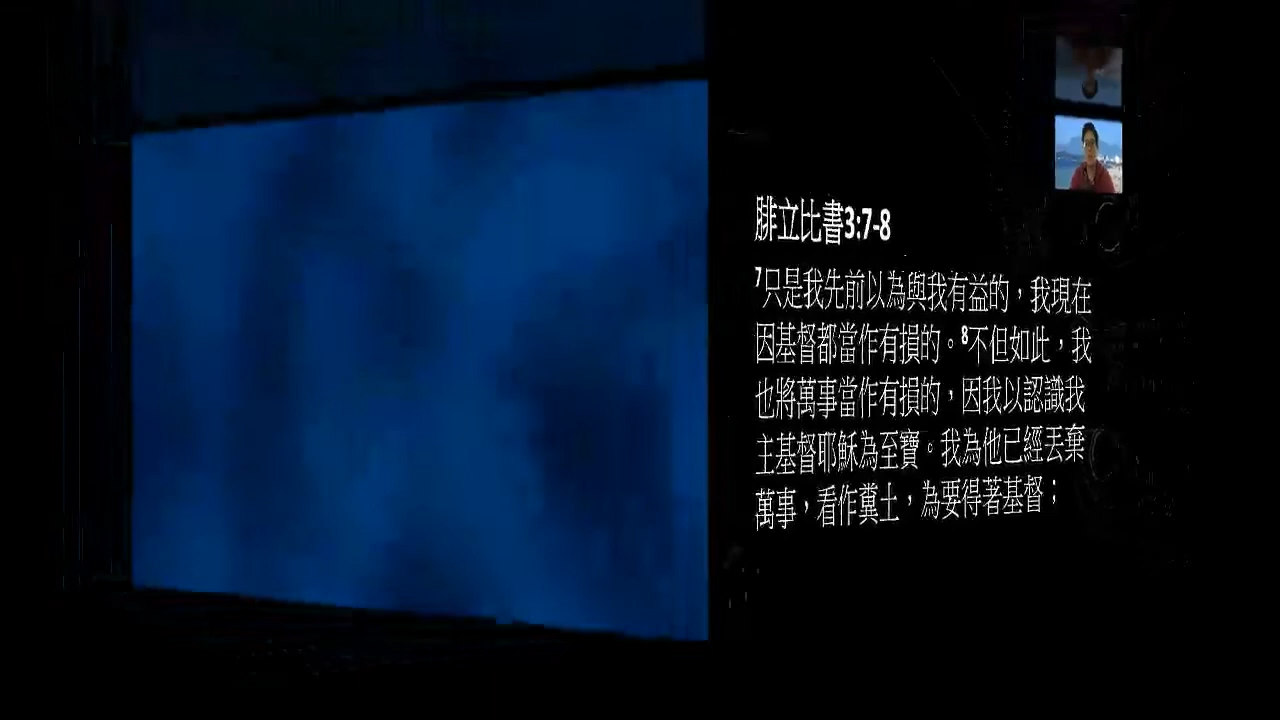 腓立比書3:7-8
⁷只是我先前以為與我有益的，我現在
因基督都當作有損的。⁸不但如此，我
也將萬事當作有損的，因我以認識我
主基督耶穌為至寶。我為他已經丟棄
萬事，看作糞土，為要得著基督；